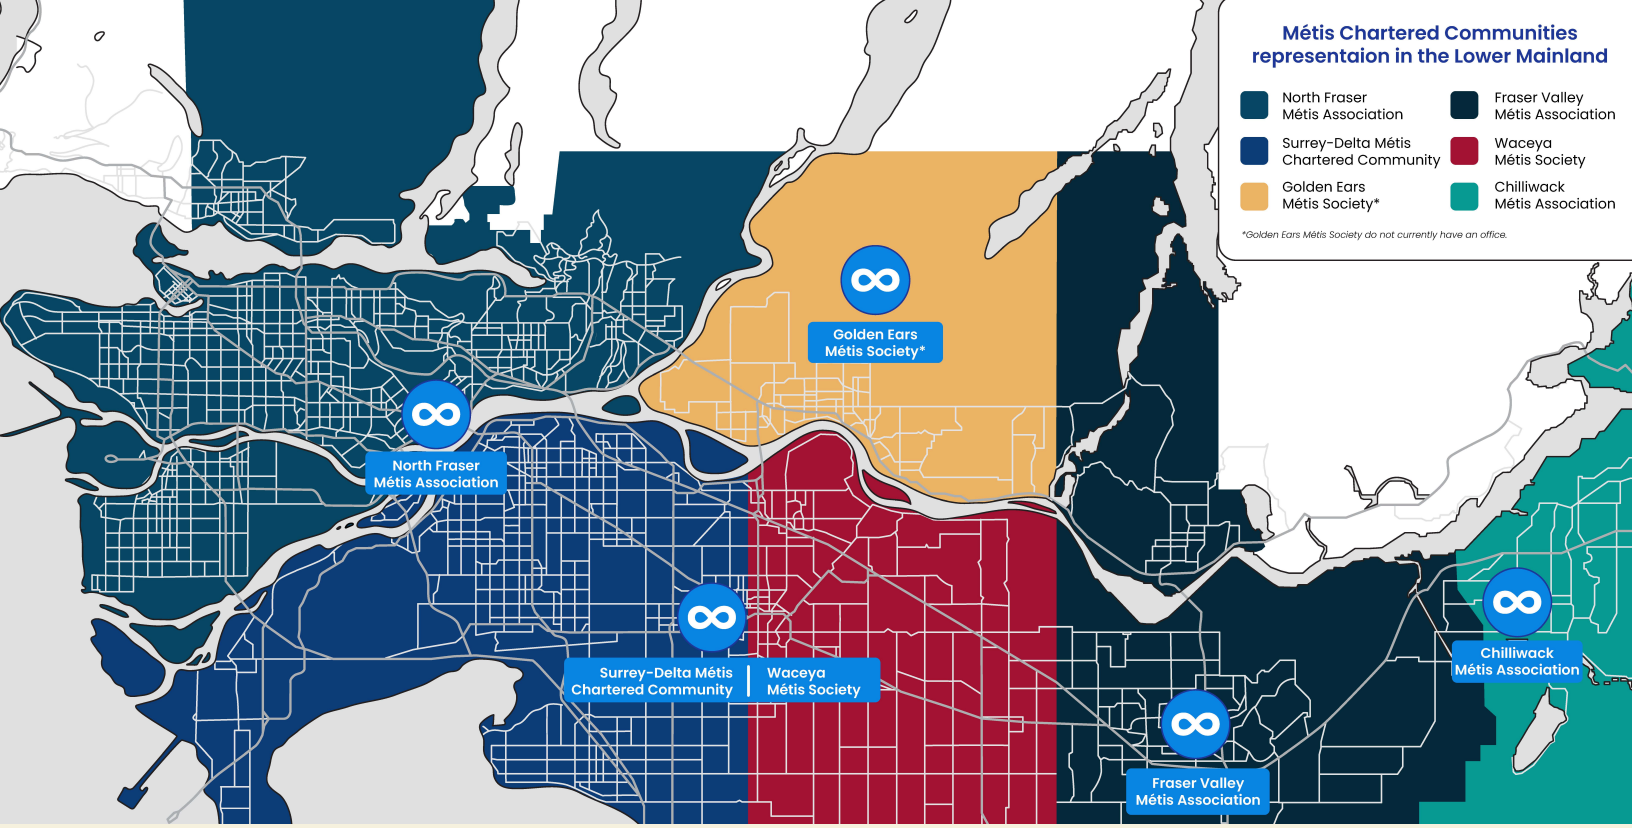 Métis Chartered Communities
representaion in the Lower Mainland
North Fraser
Métis Association
Fraser Valley
Métis Association
Surrey-Delta Métis
Chartered Community
Waceya
Métis Society
Golden Ears
Métis Society*
Chilliwack
Métis Association
*Golden Ears Métis Society do not currently have an office.
Golden Ears
Métis Society*
North Fraser
Métis Association
Surrey-Delta Métis
Chartered Community
Waceya
Métis Society
Chilliwack
Métis Association
Fraser Valley
Métis Association